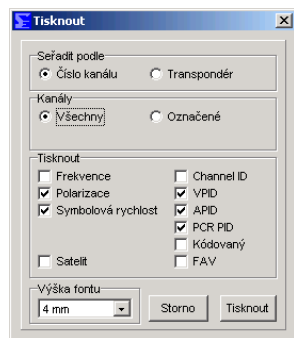 Tisknout
Seřadit podle
Číslo kanálu Transpondér
Kanály
Všechny Označené
Tisknout
Frekvence Channel ID
Polarizace VPID
Symbolová rychlost APID
PCR PID
Kódovaný
Satelit FAV
Výška fontu
4 mm Storno Tisknout